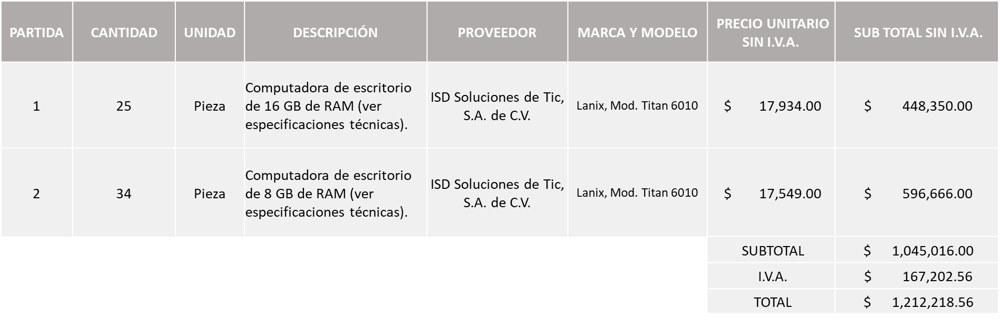 PARTIDA CANTIDAD UNIDAD DESCRIPCIÓN PROVEEDOR MARCA Y MODELO PRECIO UNITARIO SIN I.V.A. SUB TOTAL SIN I.V.A.
1 25 Pieza Computadora de escritorio de 16 GB de RAM (ver especificaciones técnicas). ISD Soluciones de Tic, S.A. de C.V. Lanix, Mod. Titan 6010 $ 17,934.00 $ 448,350.00
2 34 Pieza Computadora de escritorio de 8 GB de RAM (ver especificaciones técnicas). ISD Soluciones de Tic, S.A. de C.V. Lanix, Mod. Titan 6010 $ 17,549.00 $ 596,666.00
SUBTOTAL $ 1,045,016.00
I.V.A. $ 167,202.56
TOTAL $ 1,212,218.56